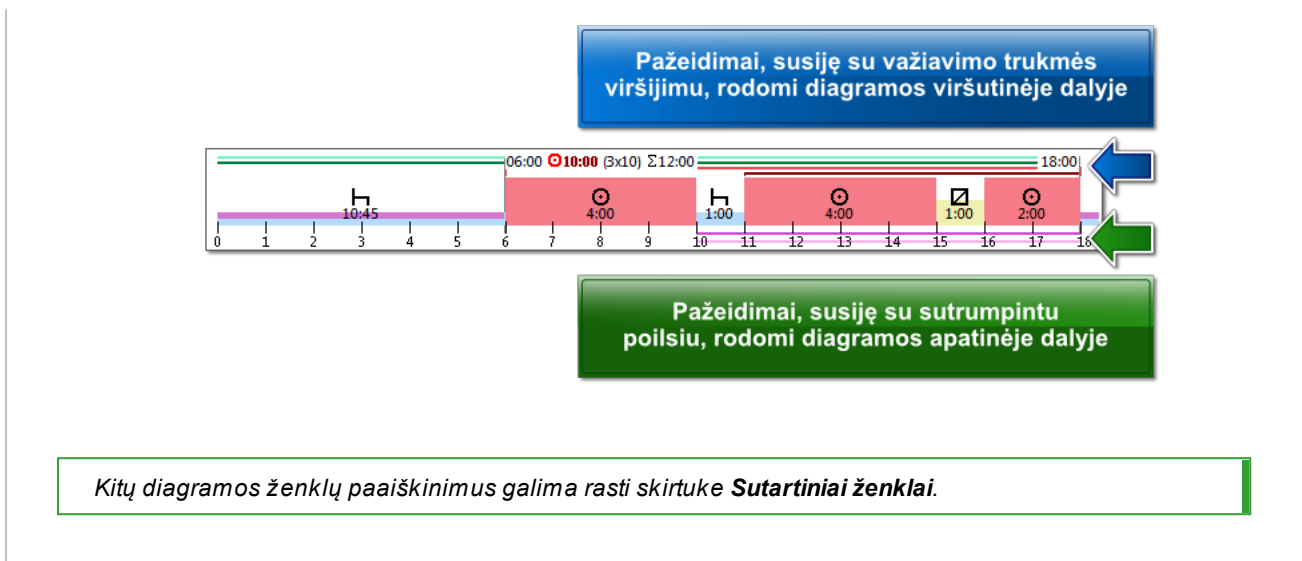 Pažeidimai, susiję su važiavimo trukmės
viršijimu, rodomi diagramos viršutinėje dalyje
06:00 10:00 (3x10) Σ12:00 18:00
10:45 4:00 1:00 4:00 1:00 2:00
0 1 2 3 4 5 6 7 8 9 10 11 12 13 14 15 16 17 18
Pažeidimai, susiję su sutrumpintu
poilsiu, rodomi diagramos apatinėje dalyje
Kitų diagramos ženklų paaiškinimus galima rasti skirtuke Sutartiniai ženklai.